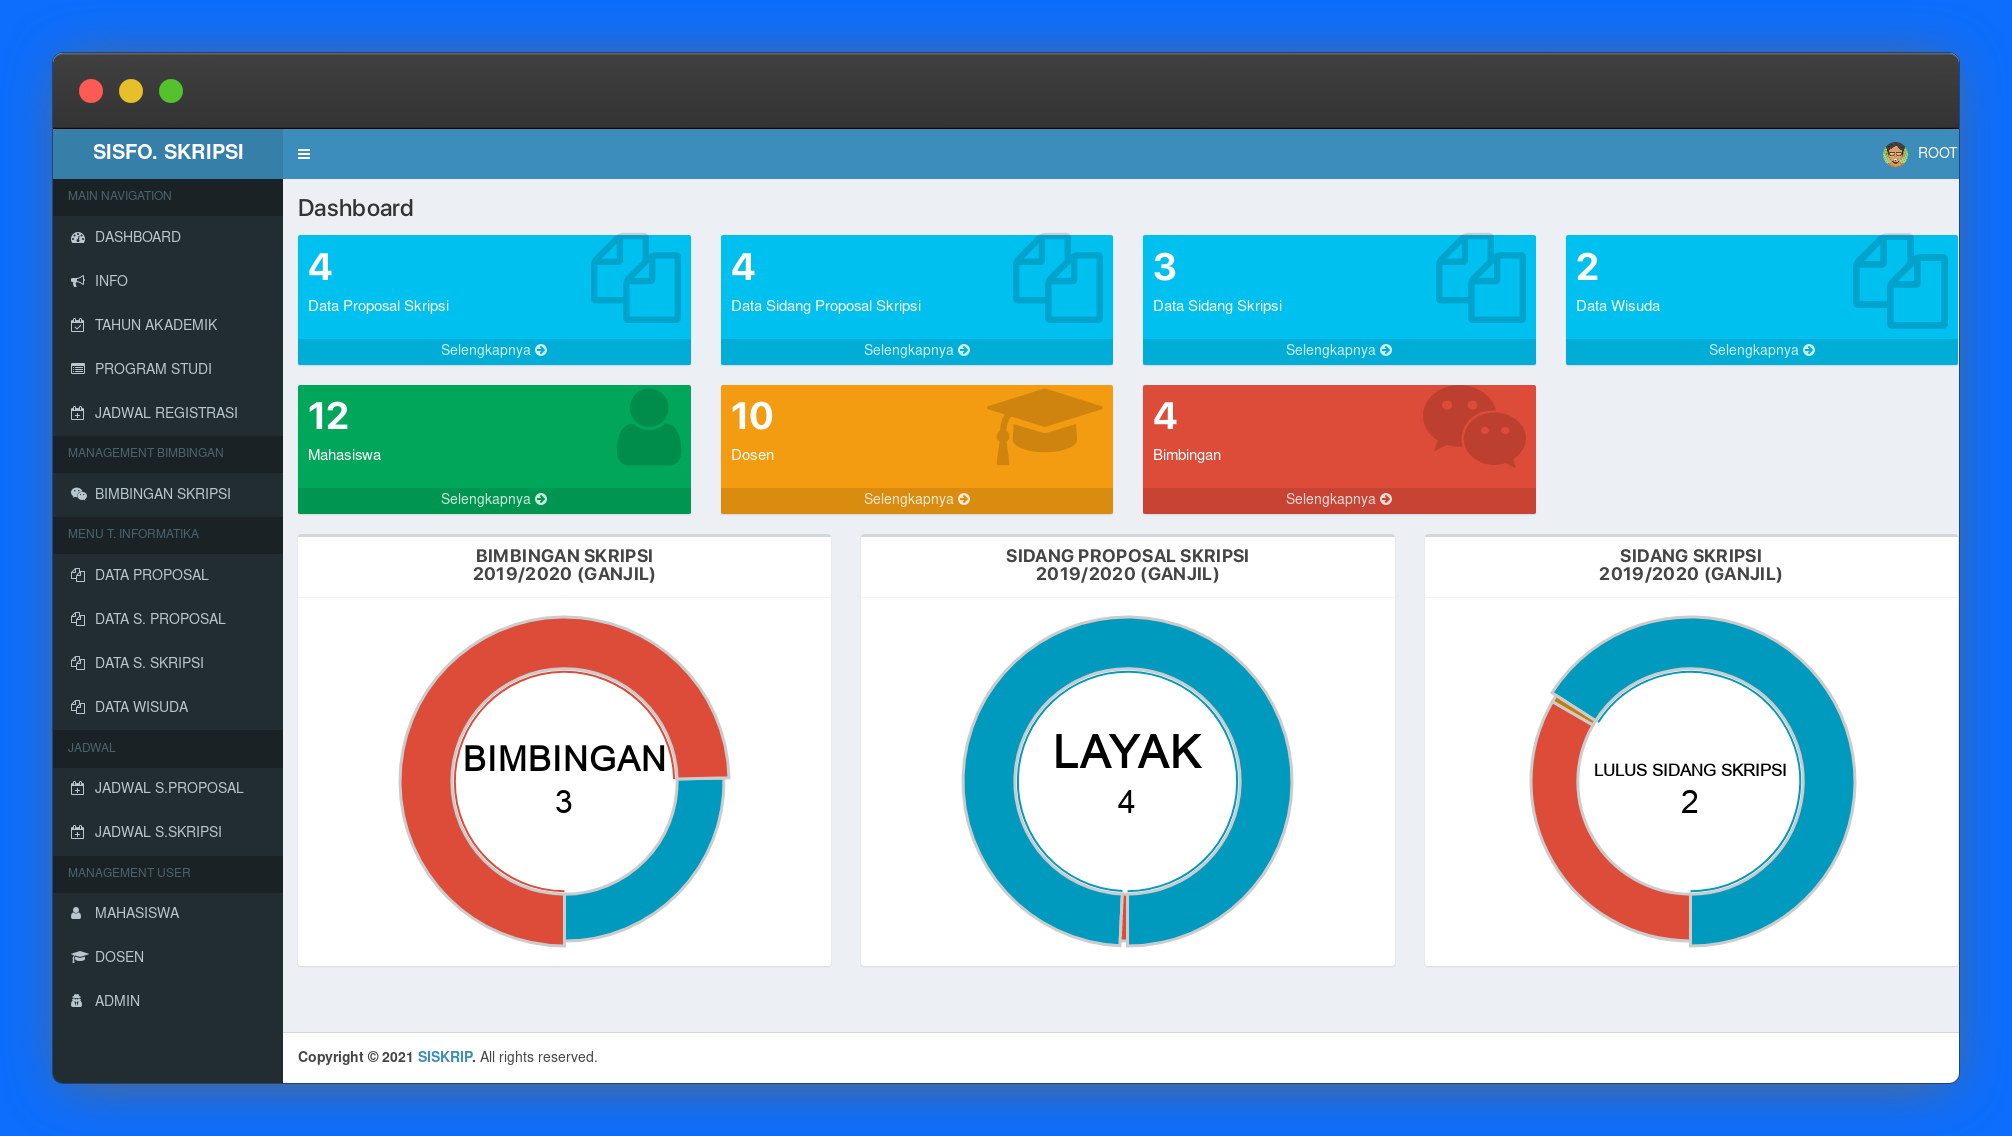 SISFO. SKRIPSI
ROOT
MAIN NAVIGATION
DASHBOARD
INFO
TAHUN AKADEMIK
PROGRAM STUDI
JADWAL REGISTRASI
MANAGEMENT BIMBINGAN
BIMBINGAN SKRIPSI
MENU T. INFORMATIKA
DATA PROPOSAL
DATA S. PROPOSAL
DATA S. SKRIPSI
DATA WISUDA
JADWAL
JADWAL S.PROPOSAL
JADWAL S.SKRIPSI
MANAGEMENT USER
MAHASISWA
DOSEN
ADMIN
Dashboard
4
Data Proposal Skripsi
Selengkapnya
4
Data Sidang Proposal Skripsi
Selengkapnya
3
Data Sidang Skripsi
Selengkapnya
2
Data Wisuda
Selengkapnya
12
Mahasiswa
Selengkapnya
10
Dosen
Selengkapnya
4
Bimbingan
Selengkapnya
BIMBINGAN SKRIPSI
2019/2020 (GANJIL)
BIMBINGAN
3
SIDANG PROPOSAL SKRIPSI
2019/2020 (GANJIL)
LAYAK
4
SIDANG SKRIPSI
2019/2020 (GANJIL)
LULUS SIDANG SKRIPSI
2
Copyright © 2021 SISKRIP. All rights reserved.